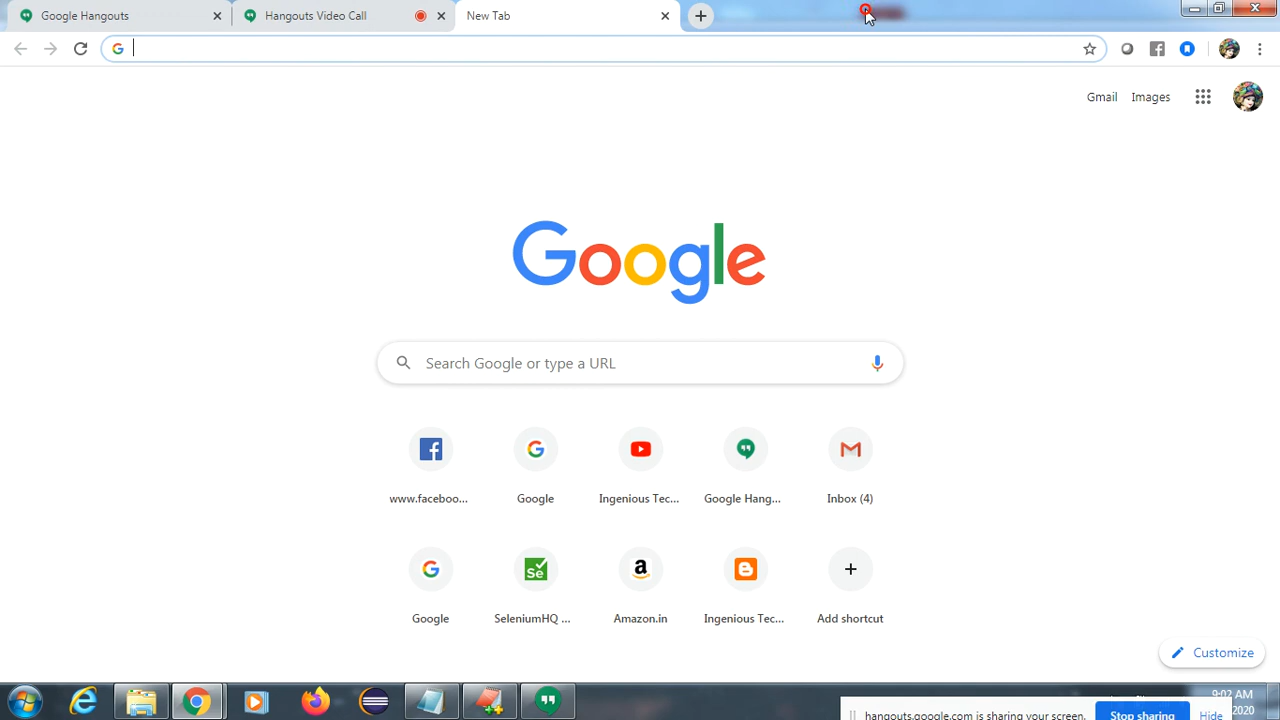 Google Hangouts
Hangouts Video Call
New Tab
Gmail Images
Google
Search Google or type a URL
www.faceboo... Google Ingenious Tec... Google Hang... Inbox (4)
Google SeleniumHQ ... Amazon.in Ingenious Tec... Add shortcut
Customize
9:02 AM
hangouts.google.com is sharing your screen. Stop sharing Hide
2020